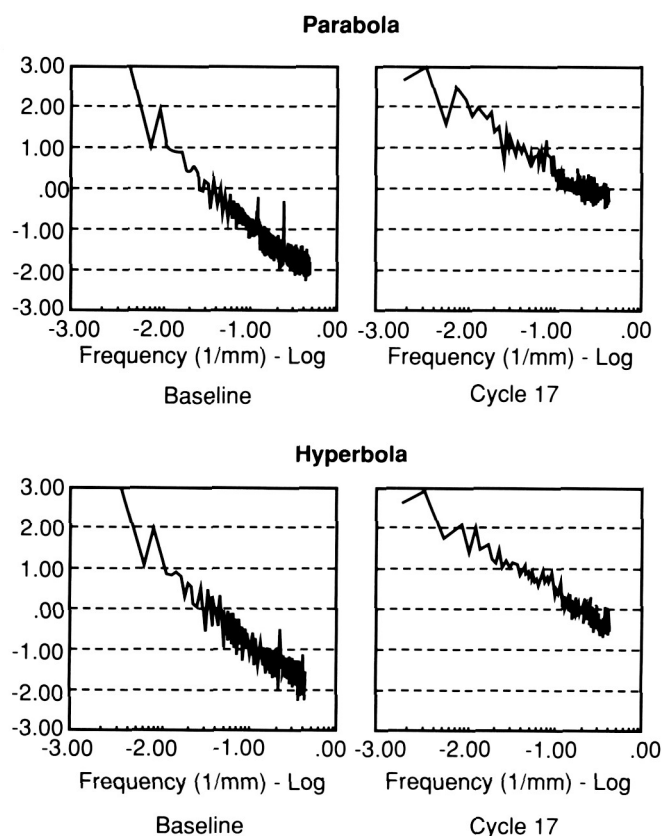 Parabola
3.00
2.00
1.00
.00
-1.00
-2.00
-3.00
-3.00 -2.00 -1.00 .00
-3.00 -2.00 -1.00 .00
Frequency (1/mm) - Log
Frequency (1/mm) - Log
Baseline
Cycle 17
Hyperbola
3.00
2.00
1.00
.00
-1.00
-2.00
-3.00
-3.00 -2.00 -1.00 .00
-3.00 -2.00 -1.00 .00
Frequency (1/mm) - Log
Frequency (1/mm) - Log
Baseline
Cycle 17